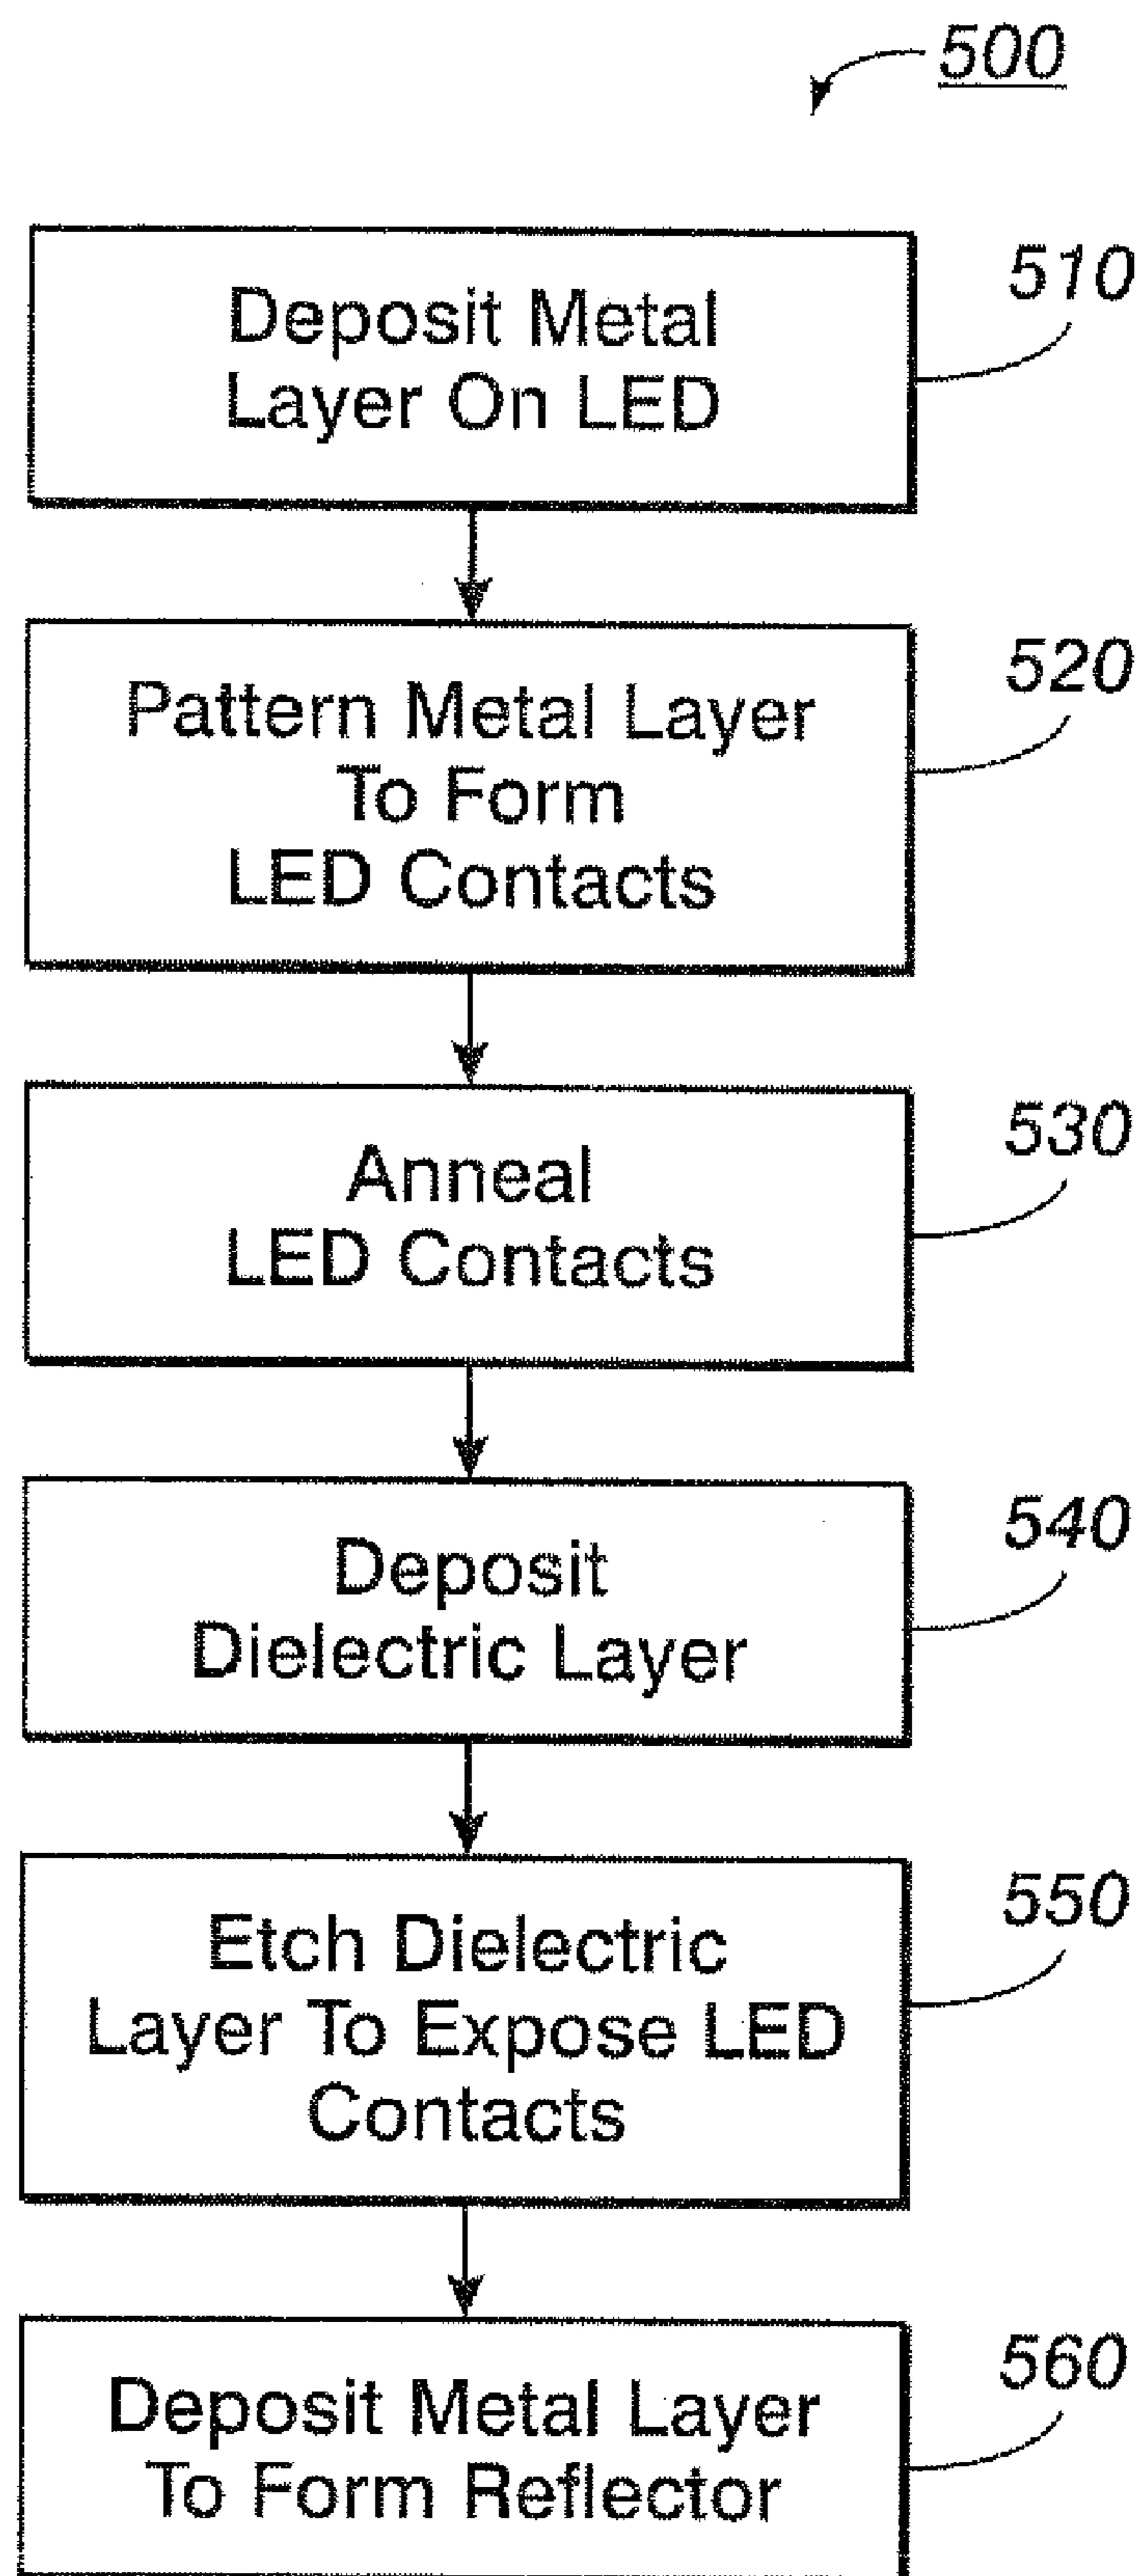 500
510
Deposit Metal
Layer On LED
520
Pattern Metal Layer
To Form
LED Contacts
530
Anneal
LED Contacts
540
Deposit
Dielectric Layer
550
Etch Dielectric
Layer To Expose LED
Contacts
560
Deposit Metal Layer
To Form Reflector